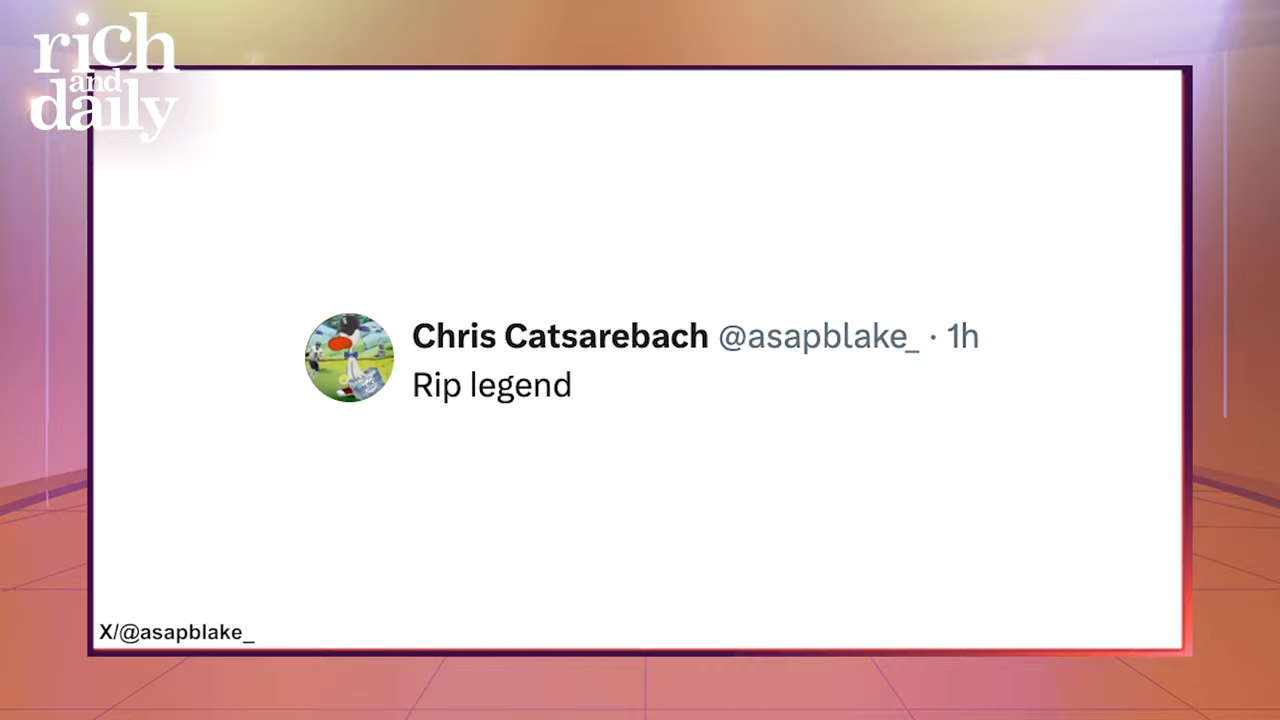 rich
and
daily
Chris Catsarebach @asapblake_ · 1h
Rip legend
X/@asapblake_